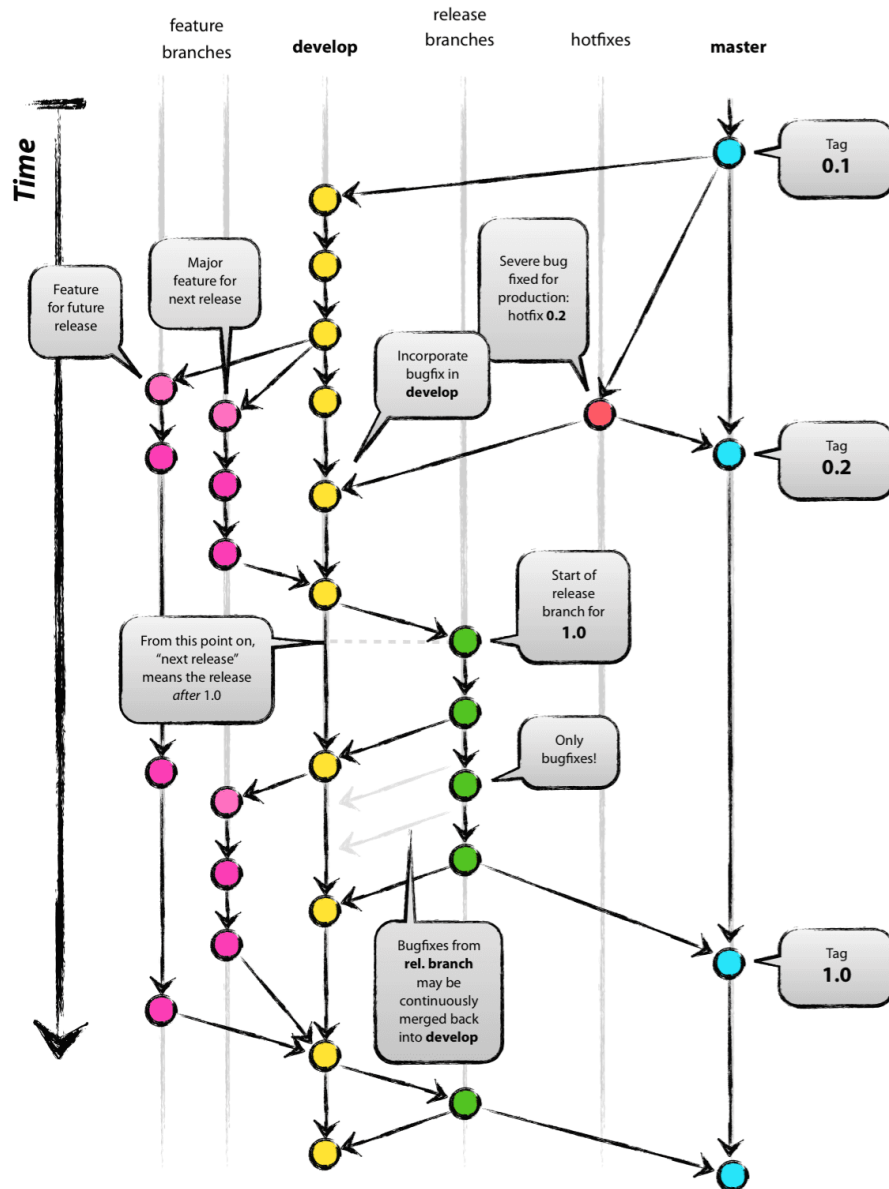 feature
branches
develop
release
branches
hotfixes
master
Time
Tag
0.1
Major
feature for
next release
Feature
for future
release
Severe bug
fixed for
production:
hotfix 0.2
Incorporate
bugfix in
develop
Tag
0.2
Start of
release
branch for
1.0
From this point on,
“next release”
means the release
after 1.0
Only
bugfixes!
Bugfixes from
rel. branch
may be
continuously
merged back
into develop
Tag
1.0